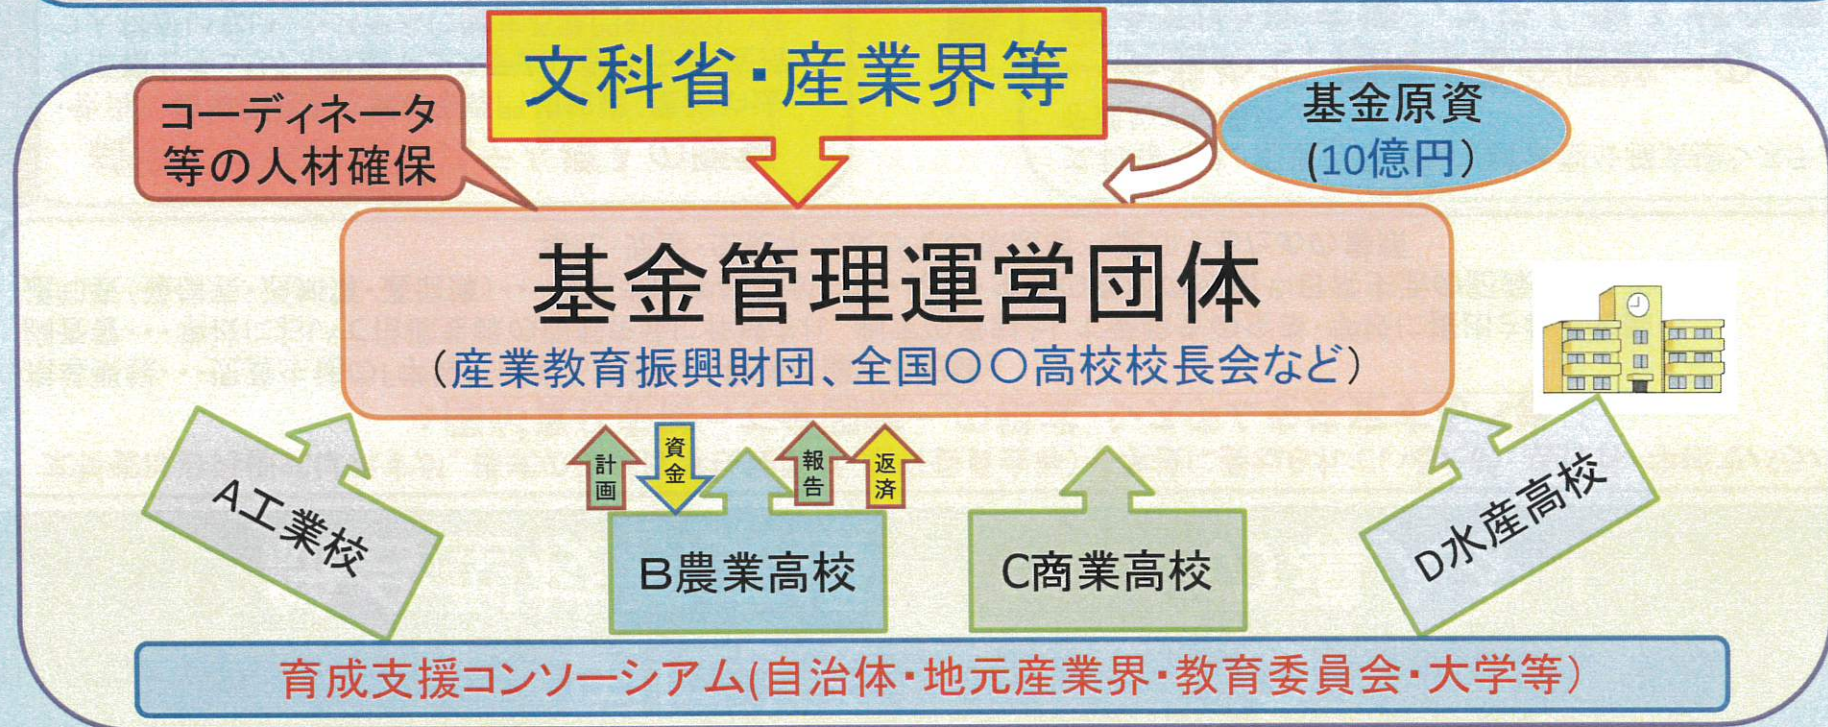 文科省・産業界等
コーディネータ
等の人材確保
基金原資
(10億円)
基金管理運営団体
(産業教育振興財団、全国〇〇高校校長会など)
計画
資金
報告
返済
A工業校
B農業高校
C商業高校
D水産高校
育成支援コンソーシアム(自治体・地元産業界・教育委員会・大学等)